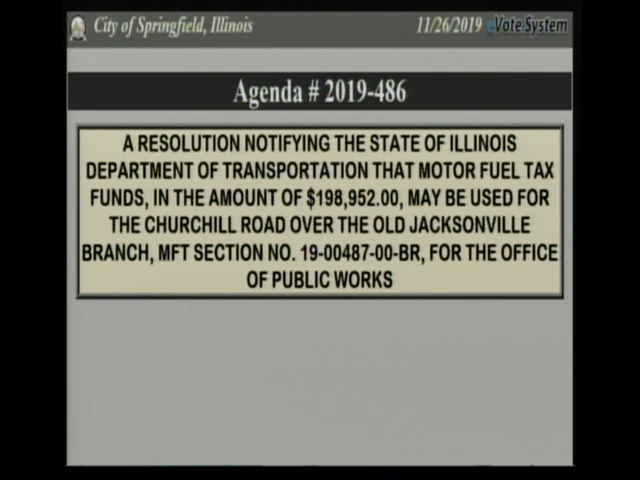 City of Springfield, Illinois 11/26/2019 eVote System
Agenda # 2019-486
A RESOLUTION NOTIFYING THE STATE OF ILLINOIS
DEPARTMENT OF TRANSPORTATION THAT MOTOR FUEL TAX
FUNDS, IN THE AMOUNT OF $198,952.00, MAY BE USED FOR
THE CHURCHILL ROAD OVER THE OLD JACKSONVILLE
BRANCH, MFT SECTION NO. 19-00487-00-BR, FOR THE OFFICE
OF PUBLIC WORKS